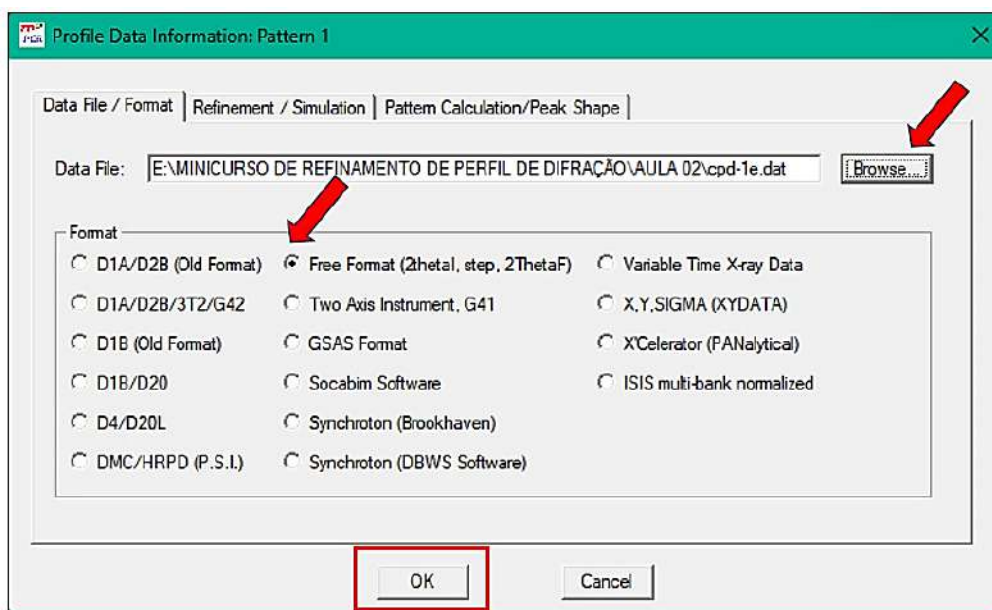 Profile Data Information: Pattern 1
Data File / Format Refinement / Simulation Pattern Calculation/Peak Shape
Data File: E:\MINICURSO DE REFINAMENTO DE PERFIL DE DIFRAÇÃO\AULA 02\cpd-1e.dat Browse...
Format
D1A/D2B (Old Format) Free Format (2thetaI, step, 2ThetaF) Variable Time X-ray Data
D1A/D2B/3T2/G42 Two Axis Instrument, G41 X,Y,SIGMA (XYDATA)
D1B (Old Format) GSAS Format X'Celerator (PANalytical)
D1B/D20 Socabim Software ISIS multi-bank normalized
D4/D20L Synchroton (Brookhaven)
DMC/HRPD (P.S.I.) Synchroton (DBWS Software)
OK Cancel